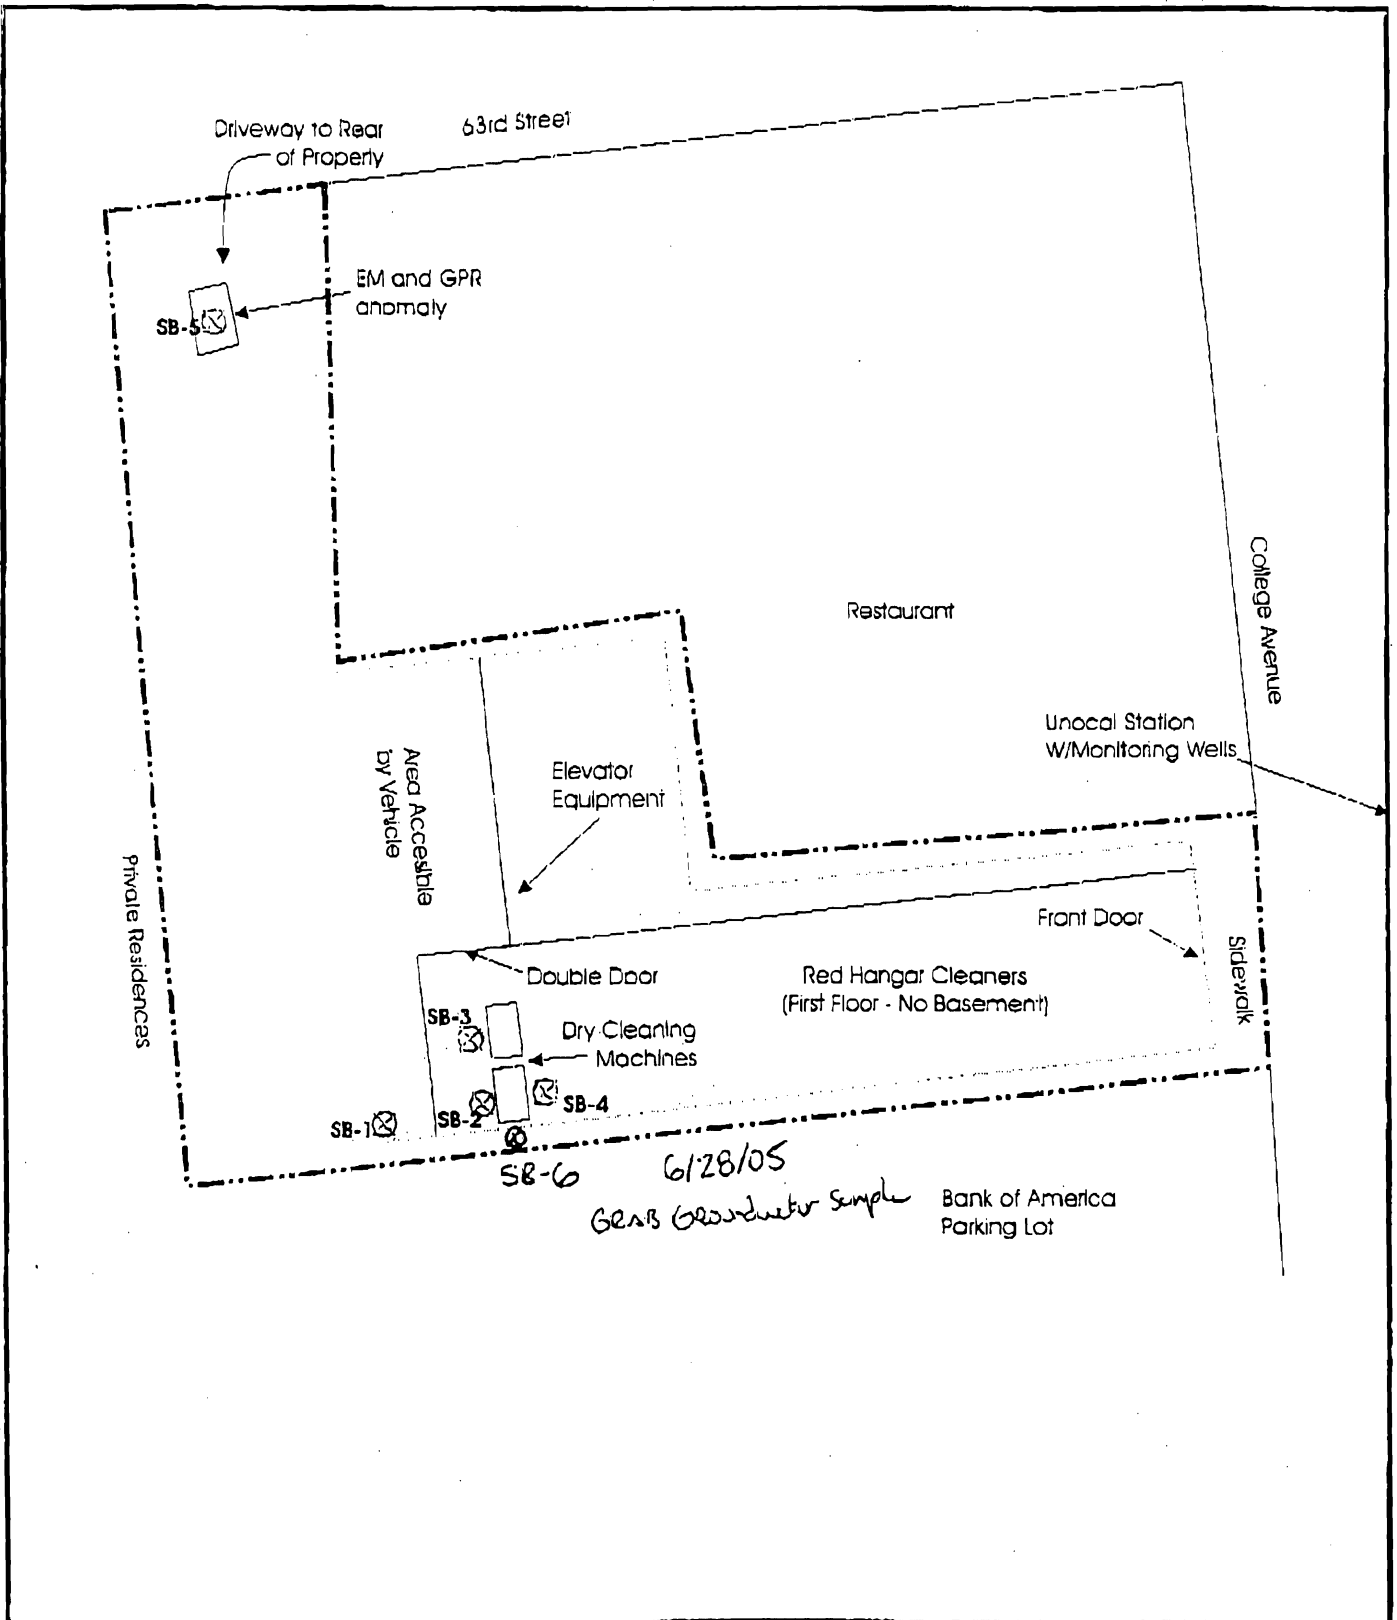 63rd Street
Driveway to Rear
of Property
EM and GPR
anomaly
SB-5
College Avenue
Restaurant
Unocal Station
W/Monitoring Wells
Area Accesible
by Vehicle
Elevator
Equipment
Private Residences
Front Door
Sidewalk
Double Door
Red Hangar Cleaners
(First Floor - No Basement)
SB-3
Dry Cleaning
Machines
SB-4
SB-2
SB-1
SB-6
6/28/05
GRAB Groundwater Sample
Bank of America
Parking Lot